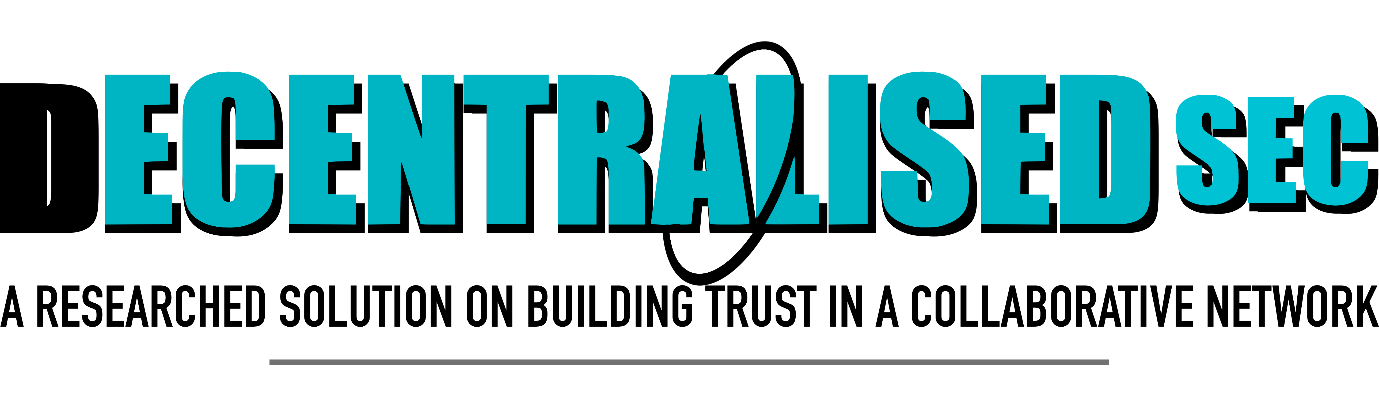 DECENTRALISED SEC
A RESEARCHED SOLUTION ON BUILDING TRUST IN A COLLABORATIVE NETWORK